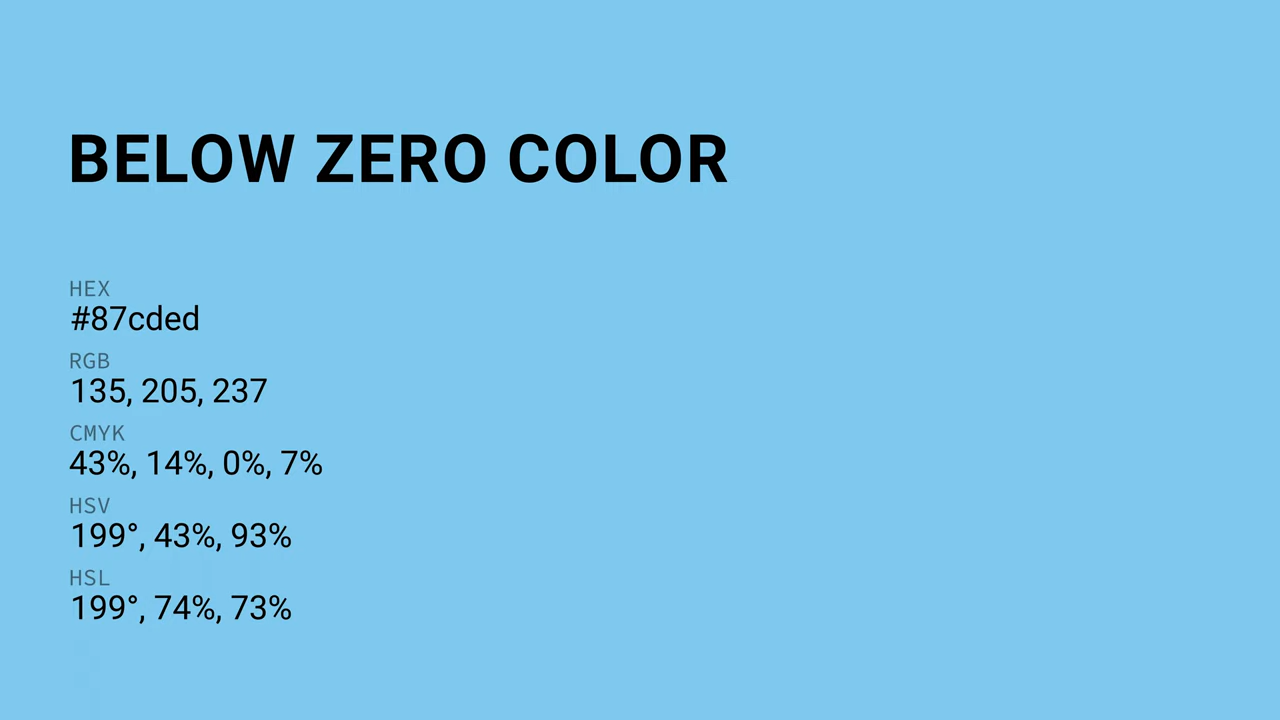 BELOW ZERO COLOR
HEX
#87cded
RGB
135, 205, 237
CMYK
43%, 14%, 0%, 7%
HSV
199°, 43%, 93%
HSL
199°, 74%, 73%